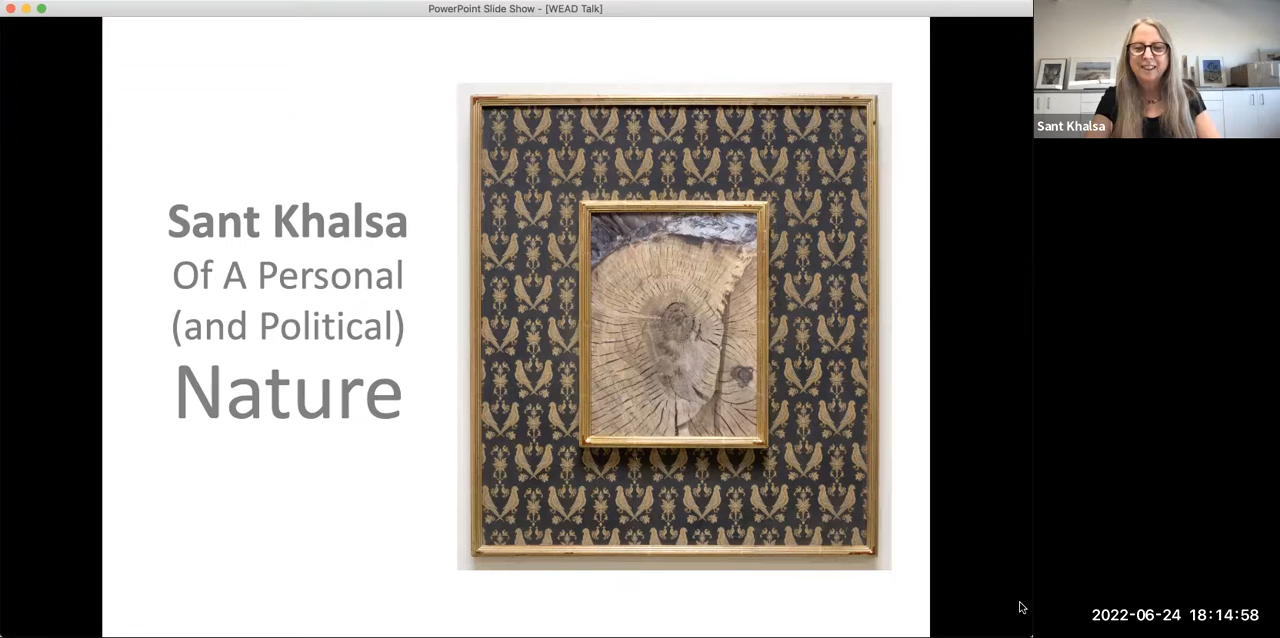 PowerPoint Slide Show - [WEAD Talk]
Sant Khalsa
Of A Personal
(and Political)
Nature
Sant Khalsa
2022-06-24 18:14:58